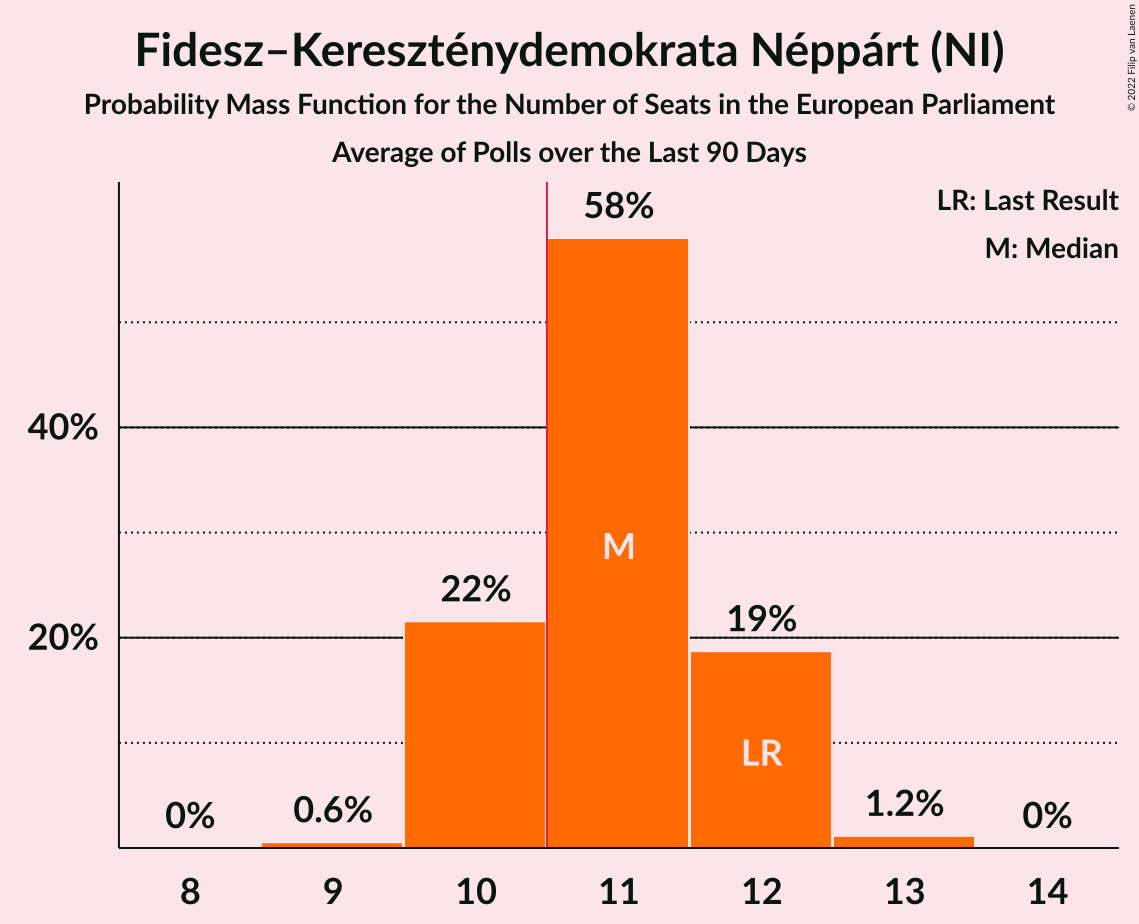 Fidesz–Kereszténydemokrata Néppárt (NI)
Probability Mass Function for the Number of Seats in the European Parliament
Average of Polls over the Last 90 Days
© 2022 Filip van Laenen
LR: Last Result
M: Median
58%
40%
M
22%
19%
20%
LR
0%
0.6%
1.2%
0%
8 9 10 11 12 13 14